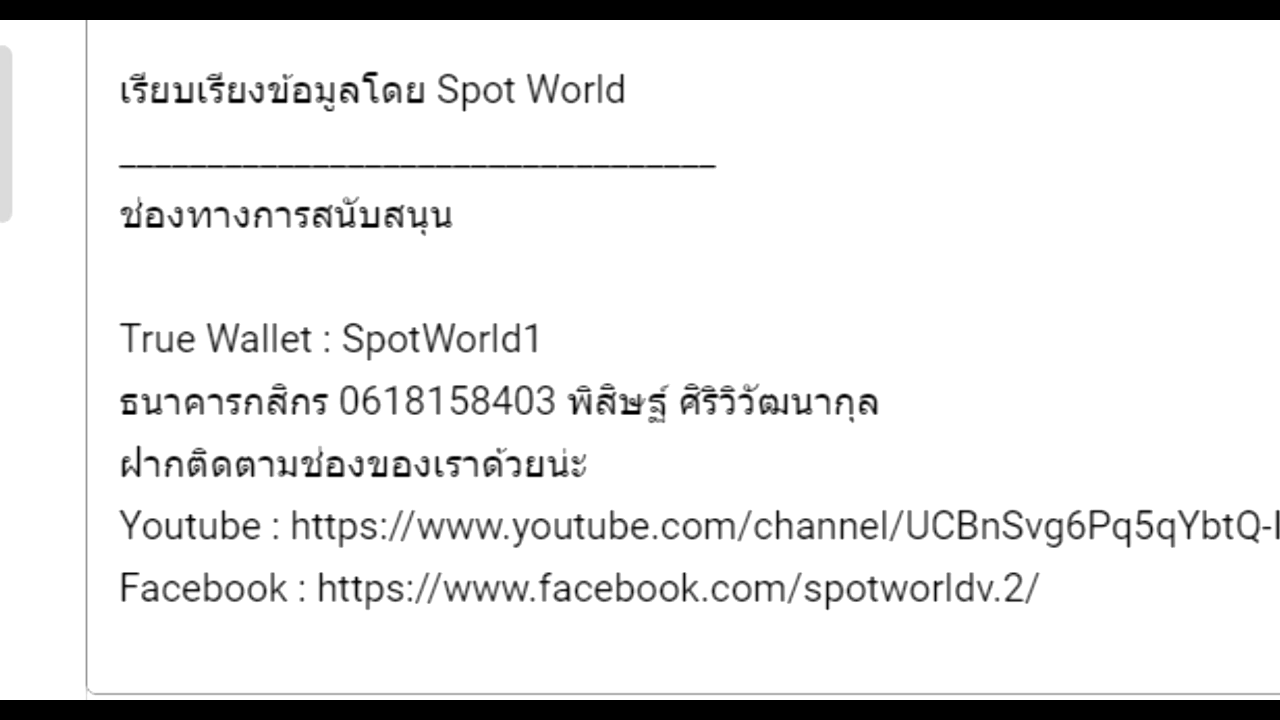 เรียบเรียงข้อมูลโดย Spot World
__________________________________
ช่องทางการสนับสนุน
True Wallet : SpotWorld1
ธนาคารกสิกร 0618158403 พิสิษฐ์ ศิริวิวัฒนากุล
ฝากติดตามช่องของเราด้วยน่ะ
Youtube : https://www.youtube.com/channel/UCBnSvg6Pq5qYbtQ-
Facebook : https://www.facebook.com/spotworldv.2/